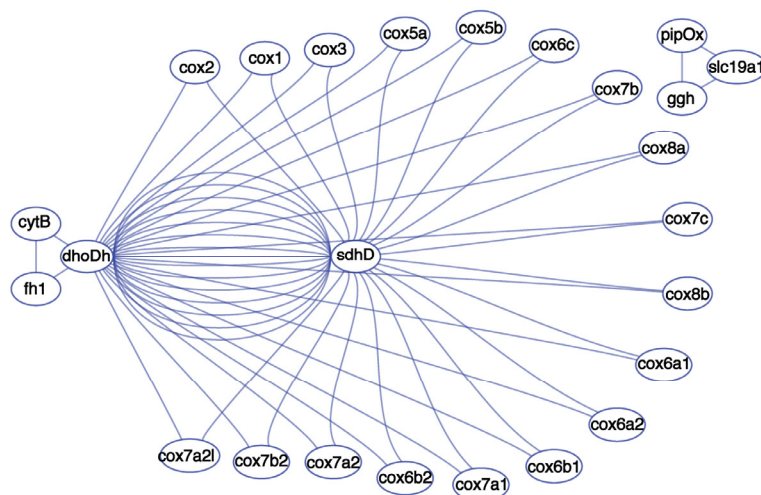 cox5a
cox5b
cox3
cox1
cox2
cox6c
pipOx
slc19a1
ggh
cox7b
cox8a
cox7c
cytB
dhoDh
fh1
sdhD
cox8b
cox6a1
cox6a2
cox7a2l
cox7b2
cox7a2
cox6b2
cox7a1
cox6b1